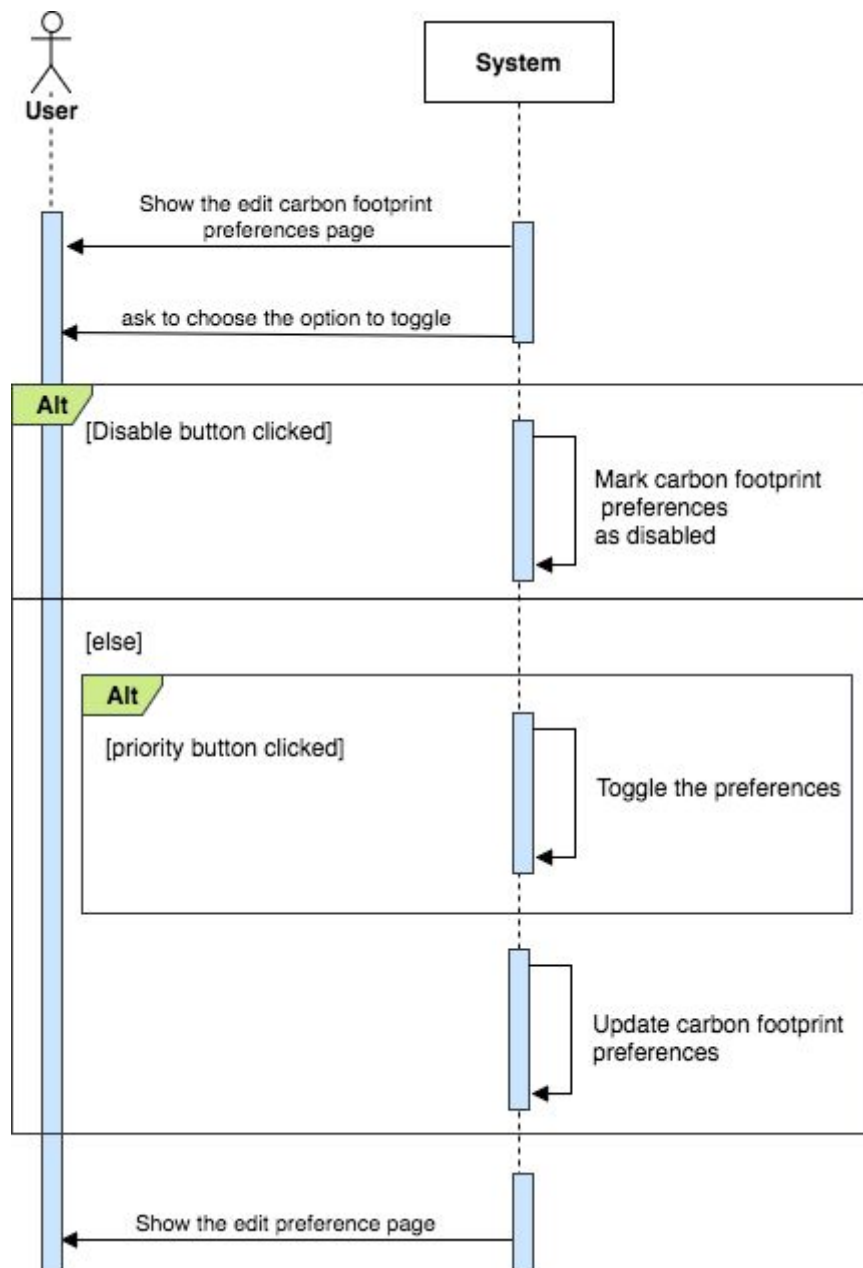 System
User
Show the edit carbon footprint
preferences page
ask to choose the option to toggle
Alt
[Disable button clicked]
Mark carbon footprint
preferences
as disabled
[else]
Alt
[priority button clicked]
Toggle the preferences
Update carbon footprint
preferences
Show the edit preference page